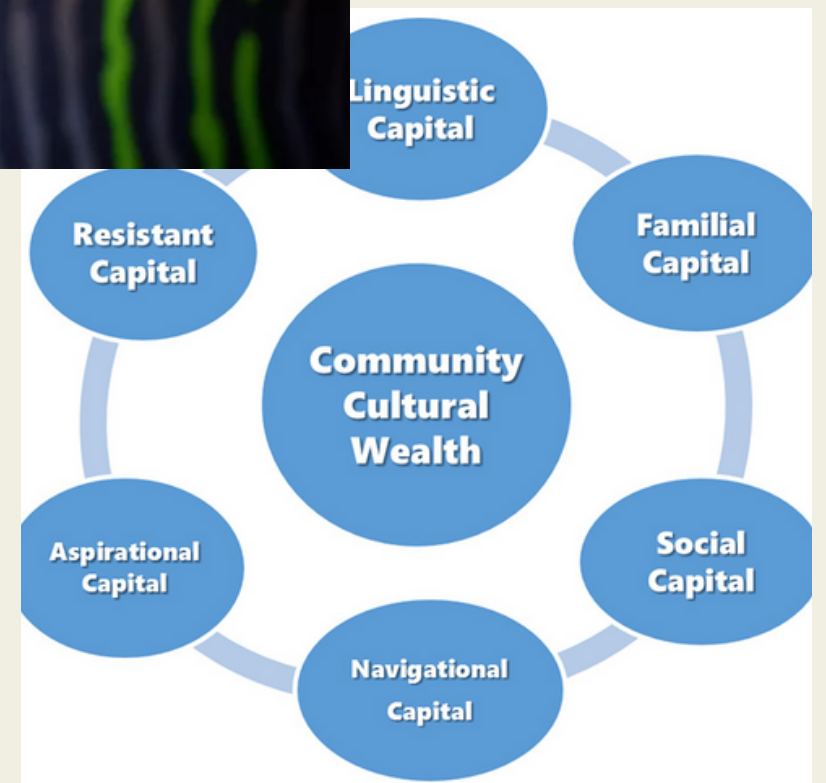 Linguistic
Capital
Resistant
Capital
Familial
Capital
Community
Cultural
Wealth
Aspirational
Capital
Social
Capital
Navigational
Capital